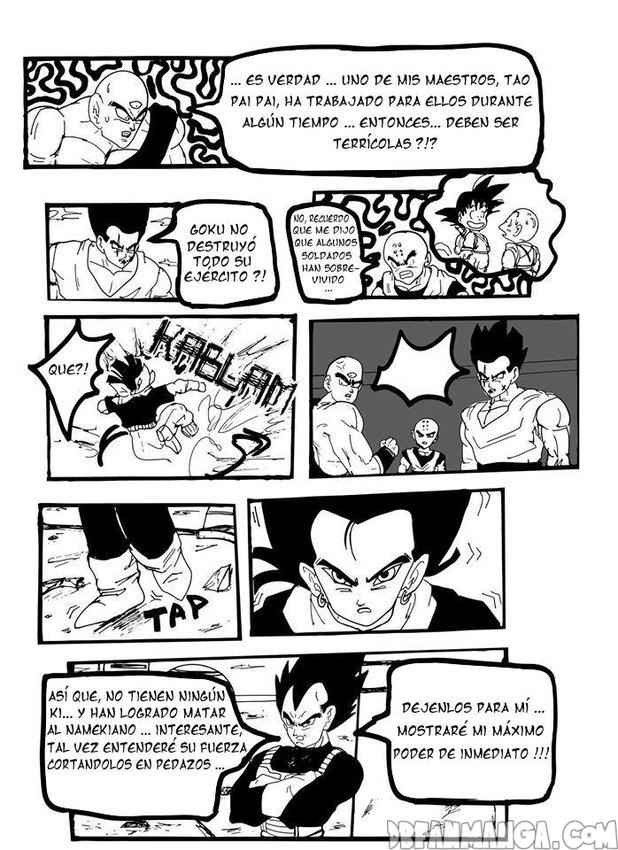 ... ES VERDAD ... UNO DE MIS MAESTROS, TAO
PAI PAI, HA TRABAJADO PARA ELLOS DURANTE
ALGÚN TIEMPO ... ENTONCES... DEBEN SER
TERRÍCOLAS ?!?
GOKU NO
DESTRUYÓ
TODO SU
EJERCITO ?!
NO, RECUERDO
QUE ME DIJO
QUE ALGUNOS
SOLDADOS
HAN SOBRE-
VIVIDO
...
QUE?!
KABLAM
TAP
ASÍ QUE, NO TIENEN NINGÚN
KI... Y HAN LOGRADO MATAR
AL NAMEKIANO ... INTERESANTE,
TAL VEZ ENTENDERÉ SU FUERZA
CORTANDOLOS EN PEDAZOS ...
DEJENLOS PARA MÍ ...
MOSTRARÉ MI MÁXIMO
PODER DE INMEDIATO !!!
DBFANMANGA.COM